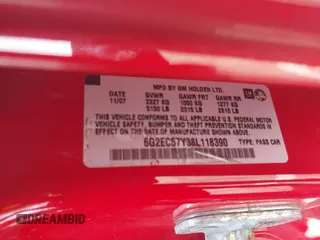 MFD BY GM HOLDEN LTD.
DATE GVWR GAWR FRT GAWR RR
11/07 2327 KG 1050 KG 1277 KG
5130 LB 2315 LB 2815 LB
THIS VEHICLE CONFORMS TO ALL APPLICABLE U.S. FEDERAL MOTOR
VEHICLE SAFETY, BUMPER, AND THEFT PREVENTION STANDARDS IN
EFFECT ON THE DATE OF MANUFACTURE SHOWN ABOVE.
6G2EC57Y38L118390 TYPE: PASS CAR
DREAMBID